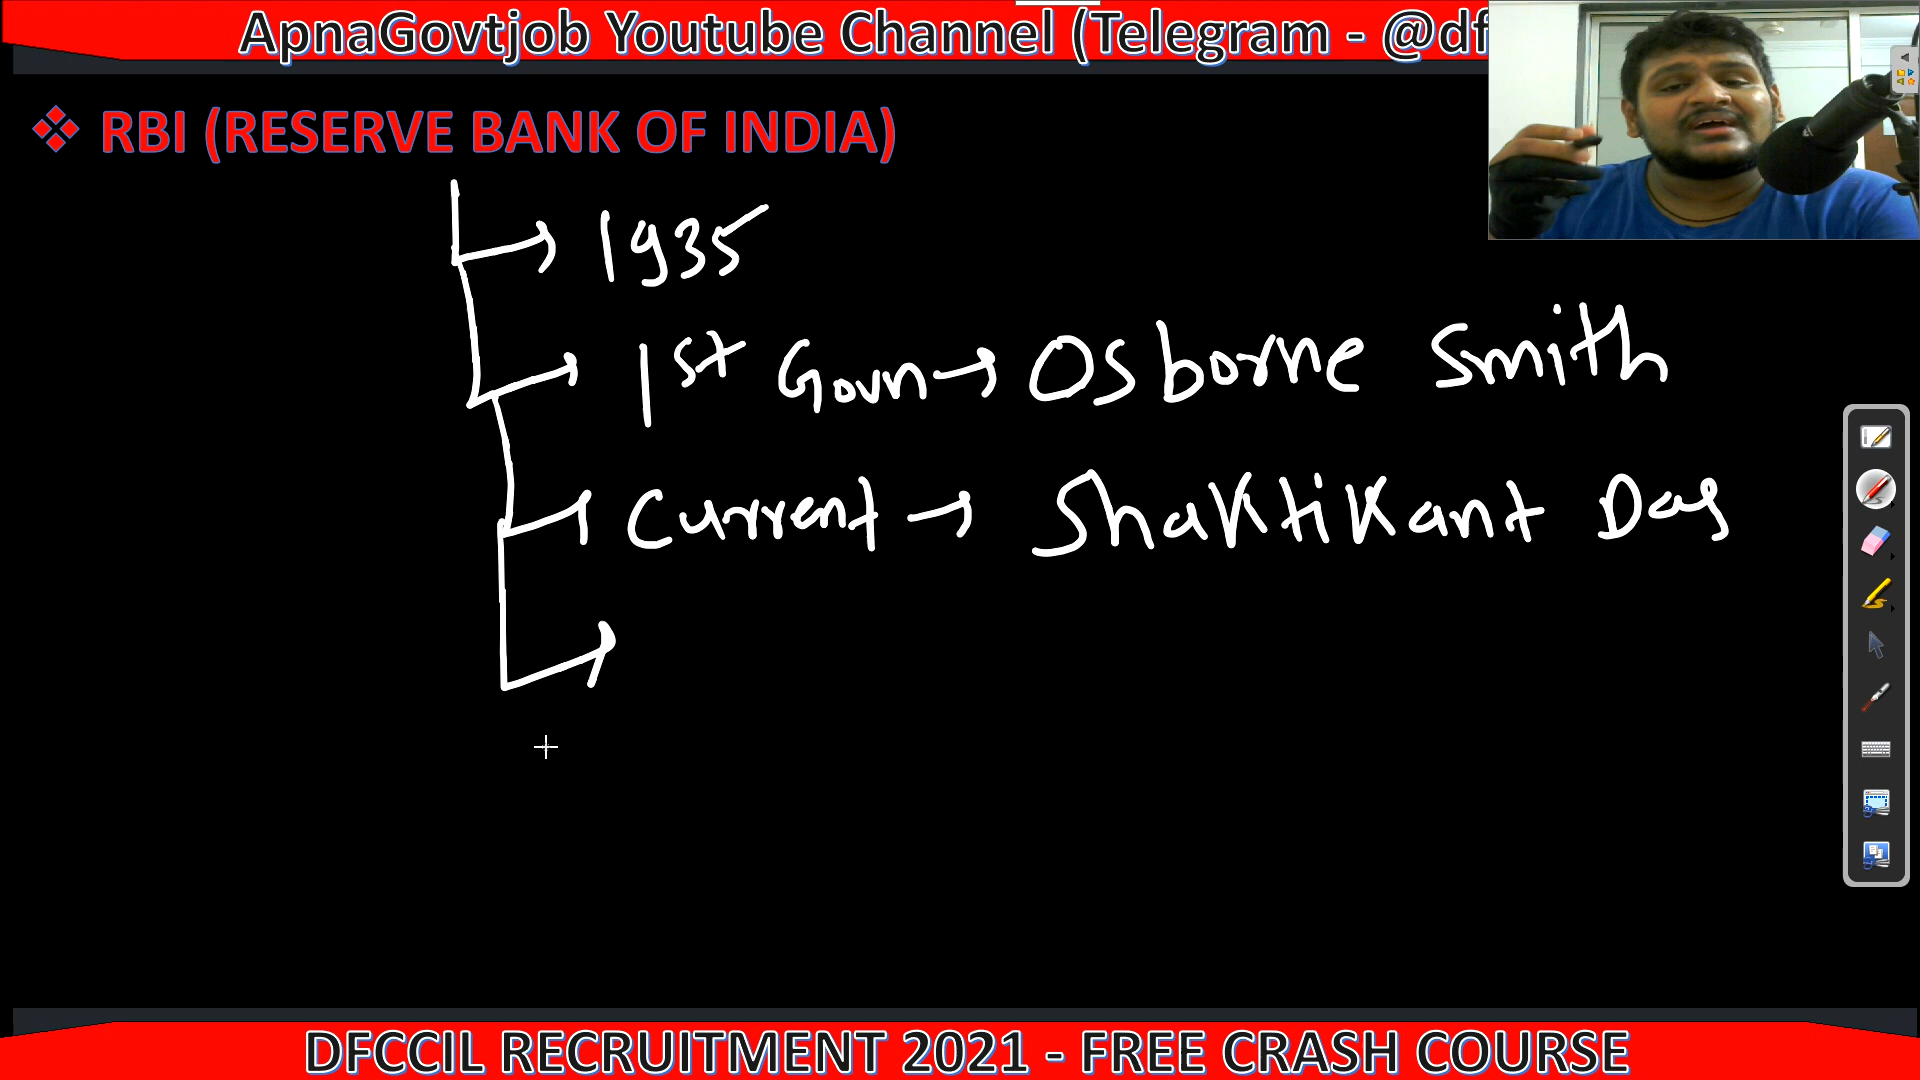 ApnaGovtjob Youtube Channel (Telegram - @df
❖ RBI (RESERVE BANK OF INDIA)
1935
1st Govn → Osborne Smith
Current → Shaktikant Das
DFCCIL RECRUITMENT 2021 - FREE CRASH COURSE